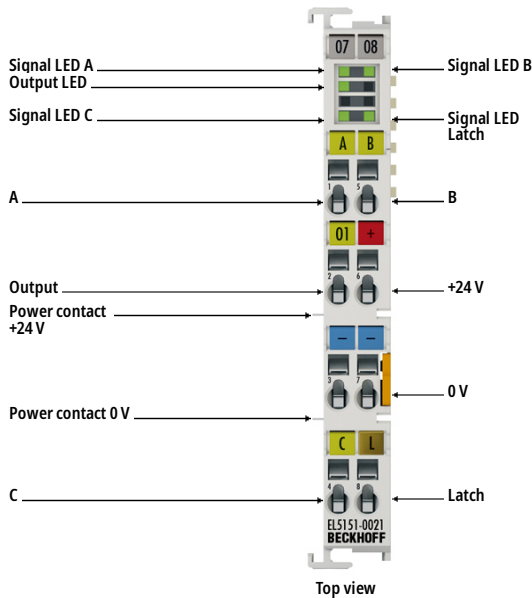 07 08
Signal LED A
Signal LED B
Output LED
Signal LED C
Signal LED
Latch
A B
1 5
A
B
01 +
2 6
Output
+24 V
Power contact
+24 V
– –
3 7
0 V
Power contact 0 V
C L
4 8
C
Latch
EL5151-0021
BECKHOFF
Top view